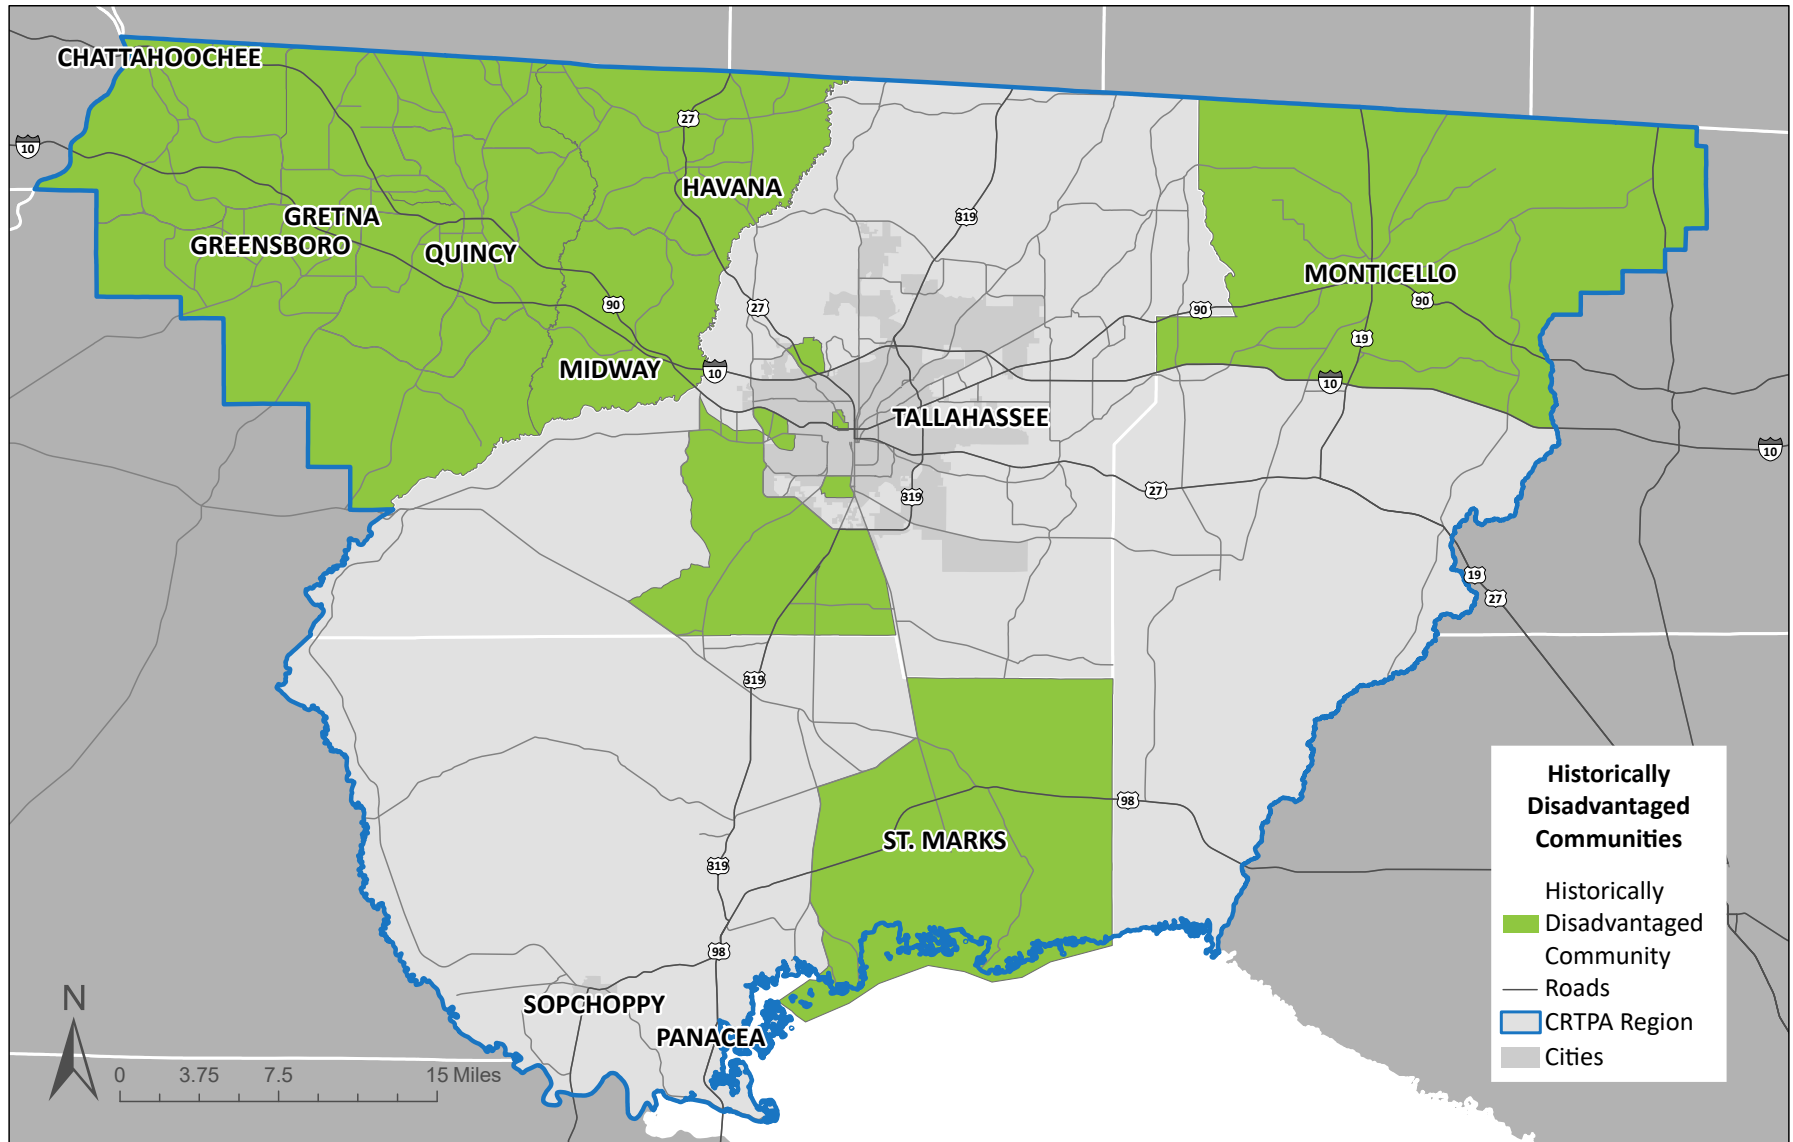 CHATTAHOOCHEE
27
10
HAVANA
GRETNA
319
GREENSBORO
QUINCY
MONTICELLO
90
27
90
90
19
MIDWAY
10
10
TALLAHASSEE
10
27
319
19
27
319
98
ST. MARKS
319
98
SOPCHOPPY
PANACEA
Historically
Disadvantaged
Communities
Historically
Disadvantaged
Community
Roads
CRTPA Region
Cities
N
0 3.75 7.5 15 Miles